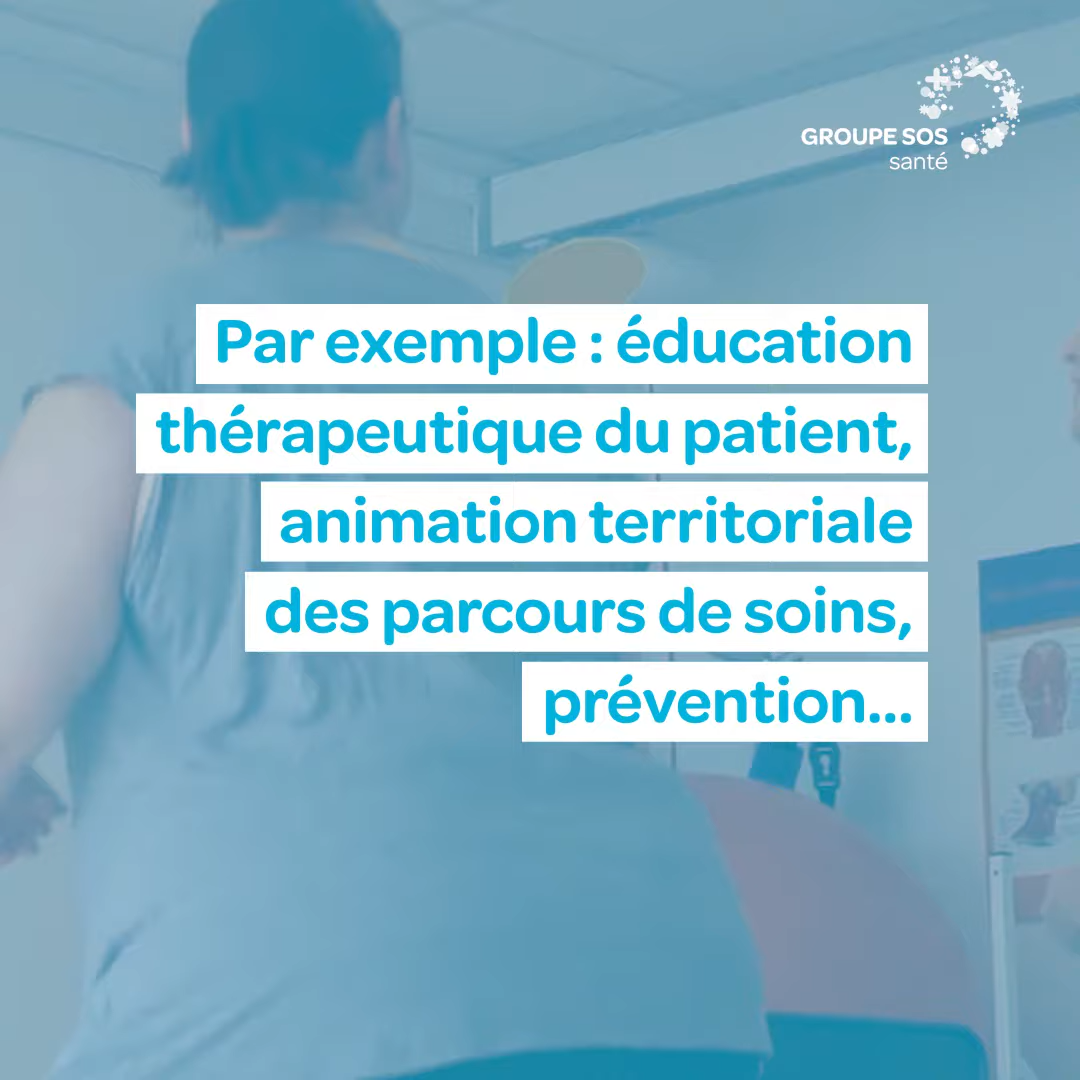 GROUPE SOS
santé
Par exemple : éducation
thérapeutique du patient,
animation territoriale
des parcours de soins,
prévention...